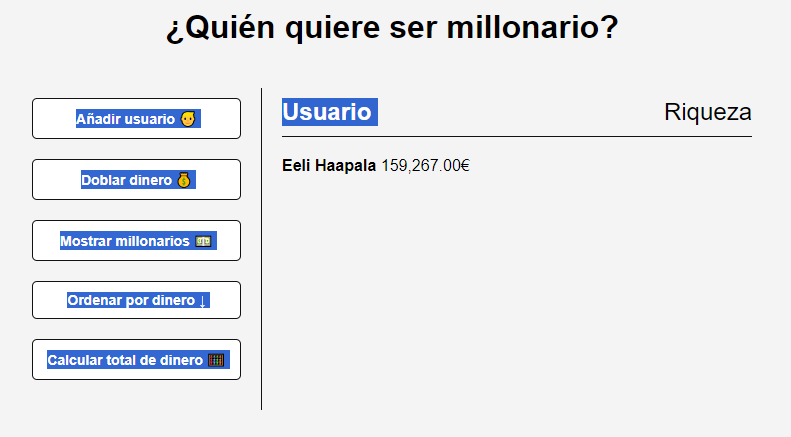 ¿Quién quiere ser millonario?
Añadir usuario 👱
Doblar dinero 💰
Mostrar millonarios 💵
Ordenar por dinero ↓
Calcular total de dinero 🧮
Usuario Riqueza
Eeli Haapala 159,267.00€